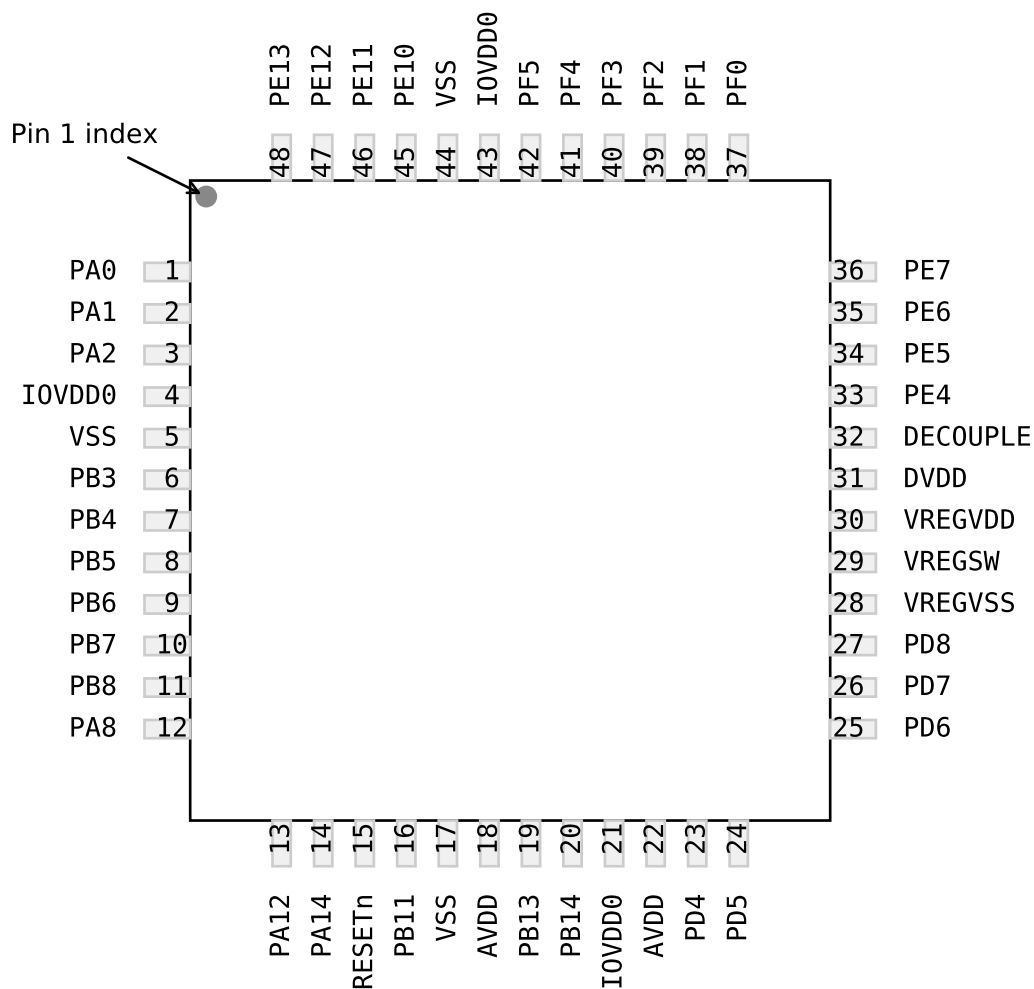 PE13 PE12 PE11 PE10 VSS IOVDD0 PF5 PF4 PF3 PF2 PF1 PF0
Pin 1 index
48 47 46 45 44 43 42 41 40 39 38 37
PA0 1 36 PE7
PA1 2 35 PE6
PA2 3 34 PE5
IOVDD0 4 33 PE4
VSS 5 32 DECOUPLE
PB3 6 31 DVDD
PB4 7 30 VREGVDD
PB5 8 29 VREGSW
PB6 9 28 VREGVSS
PB7 10 27 PD8
PB8 11 26 PD7
PA8 12 25 PD6
13 14 15 16 17 18 19 20 21 22 23 24
PA12 PA14 RESETn PB11 VSS AVDD PB13 PB14 IOVDD0 AVDD PD4 PD5